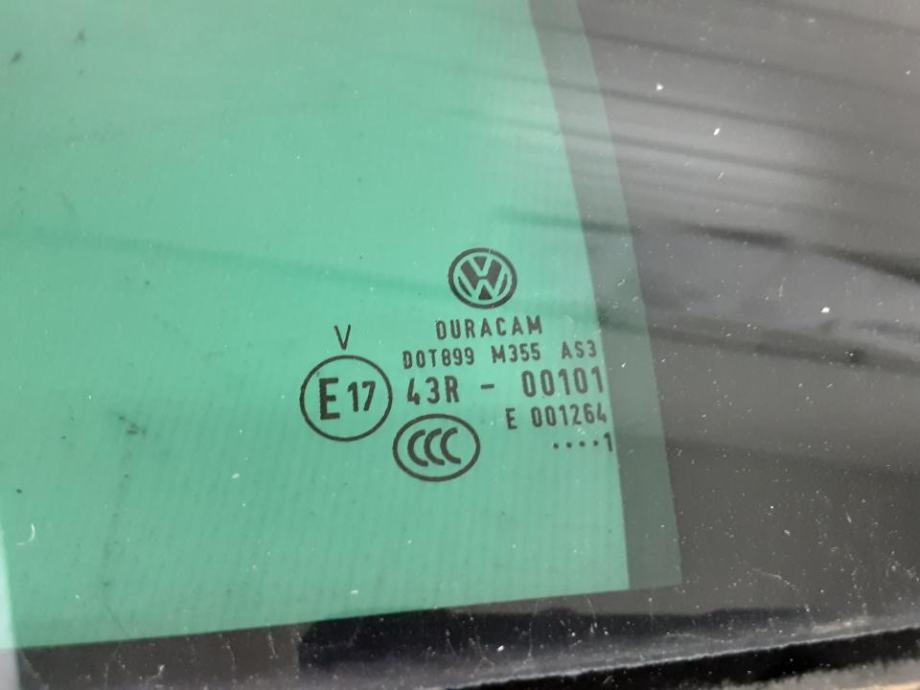 DURACAM
V
DOT899 M355 AS3
E17 43R - 00101
E 001264
CCC
....1